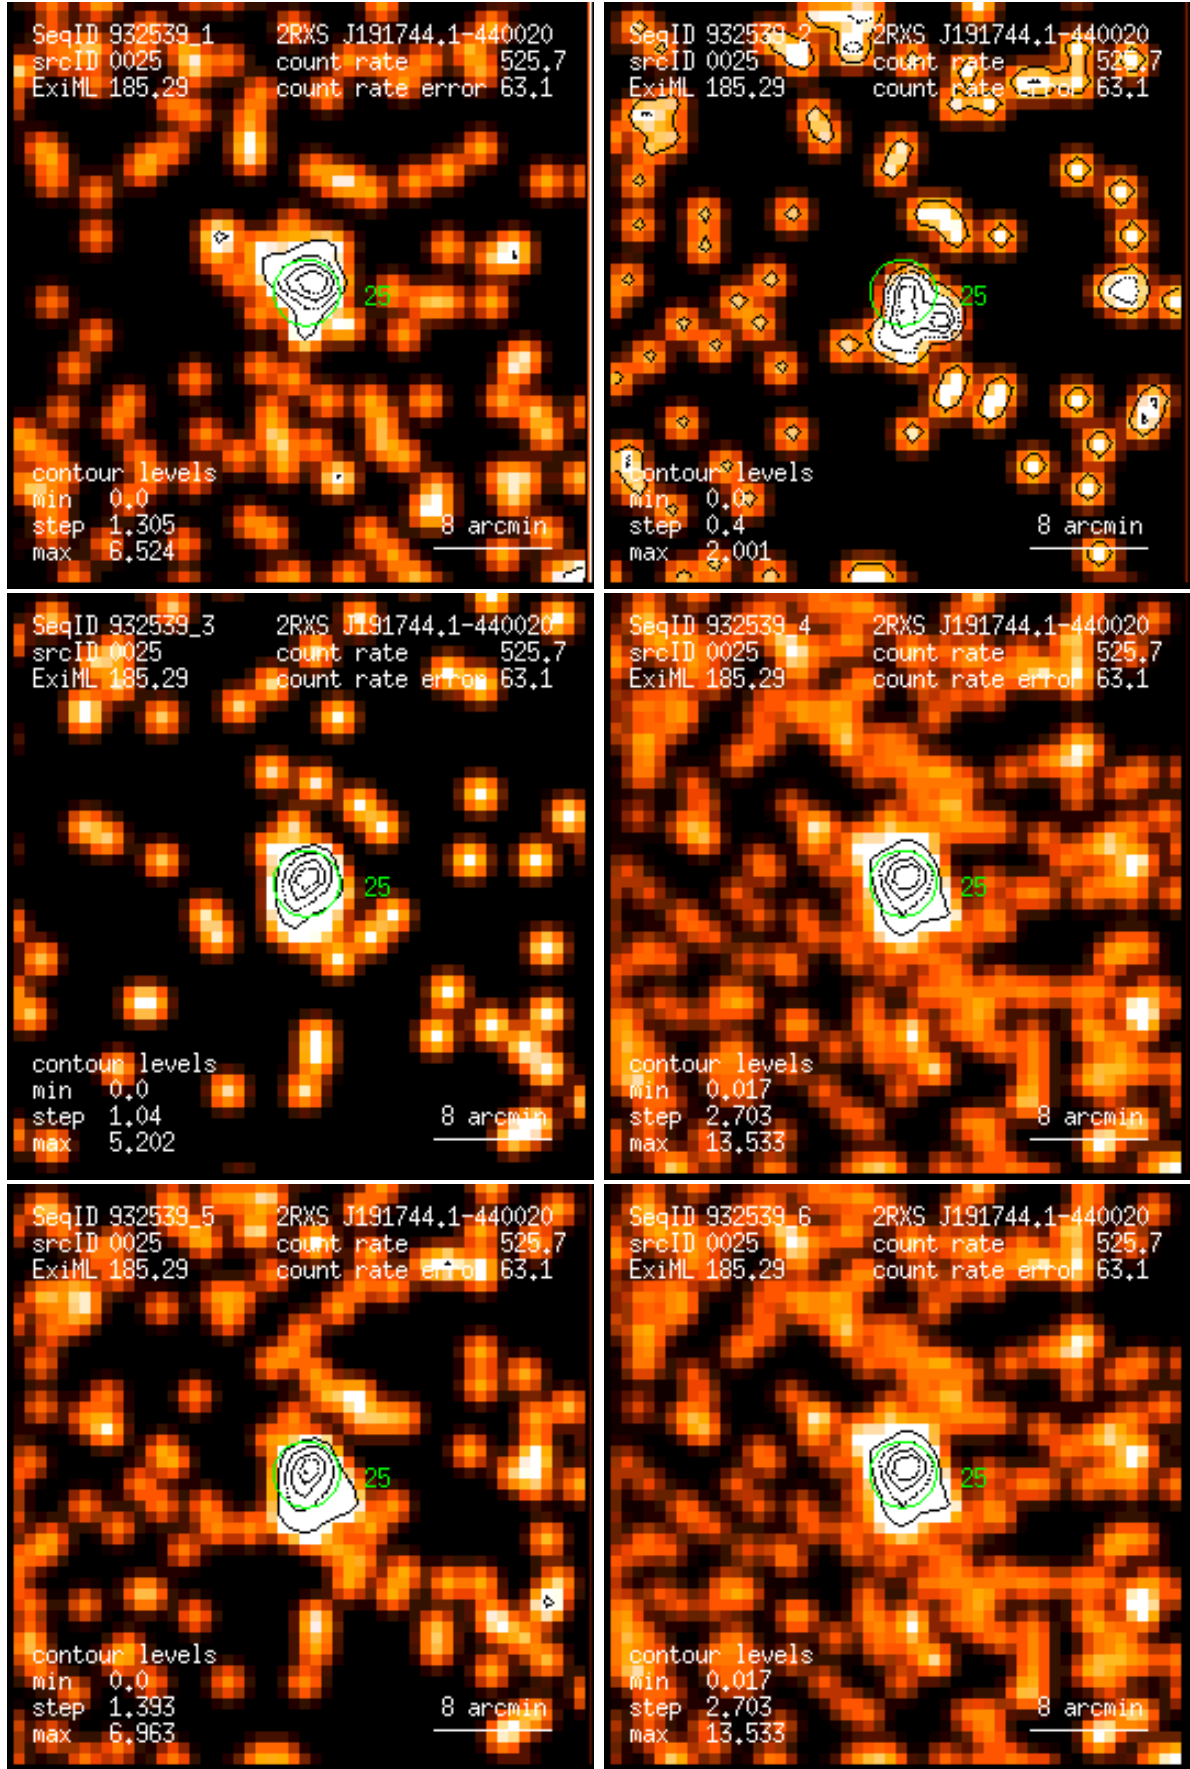 SeqID 932539_1 2RXS J191744.1-440020
srcID 0025 count rate 525.7
ExiML 185.29 count rate error 63.1
25
contour levels
min 0.0
step 1.305 8 arcmin
max 6.524
SeqID 932539_2 2RXS J191744.1-440020
srcID 0025 count rate 525.7
ExiML 185.29 count rate error 63.1
25
contour levels
min 0.0
step 0.4 8 arcmin
max 2.001
SeqID 932539_3 2RXS J191744.1-440020
srcID 0025 count rate 525.7
ExiML 185.29 count rate error 63.1
25
contour levels
min 0.0
step 1.04 8 arcmin
max 5.202
SeqID 932539_4 2RXS J191744.1-440020
srcID 0025 count rate 525.7
ExiML 185.29 count rate error 63.1
25
contour levels
min 0.017
step 2.703 8 arcmin
max 13.533
SeqID 932539_5 2RXS J191744.1-440020
srcID 0025 count rate 525.7
ExiML 185.29 count rate error 63.1
25
contour levels
min 0.0
step 1.393 8 arcmin
max 6.963
SeqID 932539_6 2RXS J191744.1-440020
srcID 0025 count rate 525.7
ExiML 185.29 count rate error 63.1
25
contour levels
min 0.017
step 2.703 8 arcmin
max 13.533